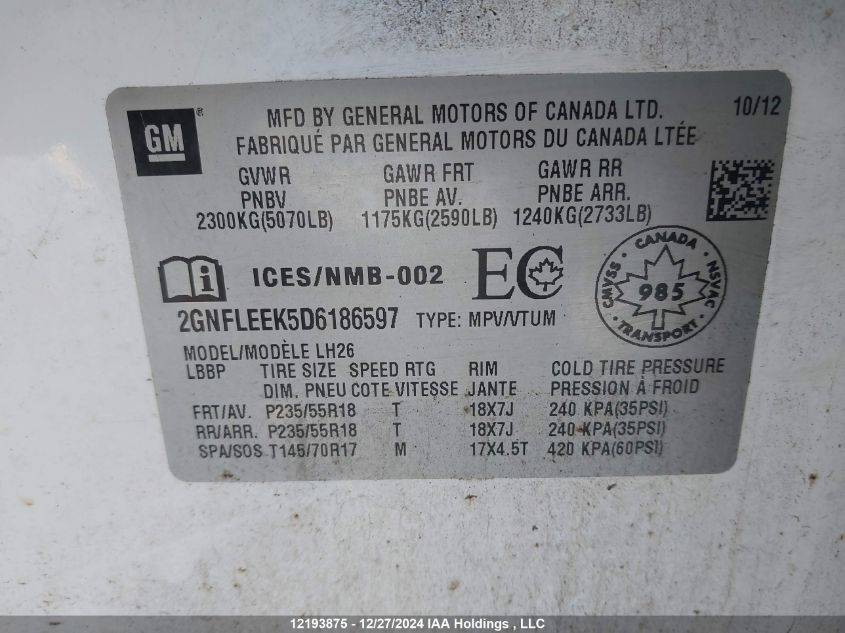 GM ® MFD BY GENERAL MOTORS OF CANADA LTD. 10/12
FABRIQUÉ PAR GENERAL MOTORS DU CANADA LTÉE
GVWR GAWR FRT GAWR RR
PNBV PNBE AV. PNBE ARR.
2300KG(5070LB) 1175KG(2590LB) 1240KG(2733LB)
i ICES/NMB-002 EC
CANADA
CMVSS 985 NSVAC
TRANSPORT
2GNFLEEK5D6186597 TYPE: MPV/VTUM
MODEL/MODÈLE LH26
LBBP TIRE SIZE SPEED RTG RIM COLD TIRE PRESSURE
DIM. PNEU COTE VITESSE JANTE PRESSION À FROID
FRT/AV. P235/55R18 T 18X7J 240 KPA(35PSI)
RR/ARR. P235/55R18 T 18X7J 240 KPA(35PSI)
SPA/SOS T145/70R17 M 17X4.5T 420 KPA(60PSI)
12193875 - 12/27/2024 IAA Holdings , LLC